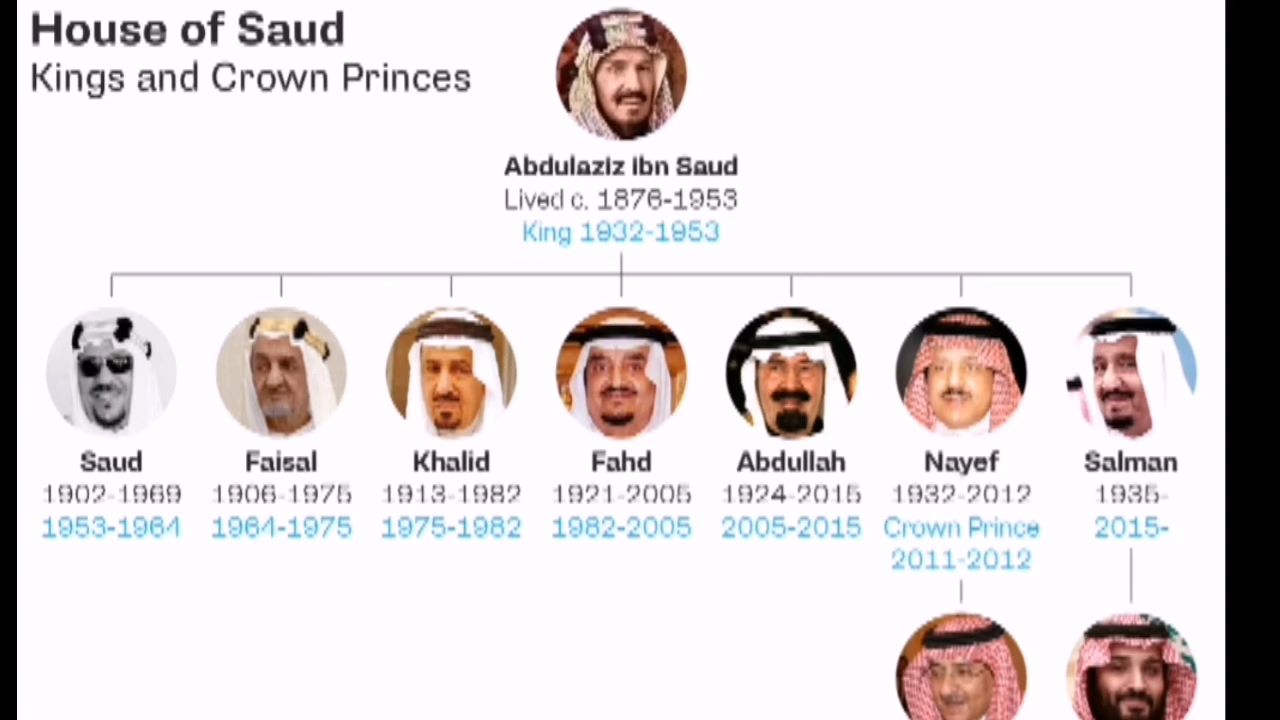 House of Saud
Kings and Crown Princes
Abdulaziz ibn Saud
Lived c. 1876-1953
King 1932-1953
Saud
1902-1969
1953-1964
Faisal
1906-1975
1964-1975
Khalid
1913-1982
1975-1982
Fahd
1921-2005
1982-2005
Abdullah
1924-2015
2005-2015
Nayef
1932-2012
Crown Prince
2011-2012
Salman
1935-
2015-